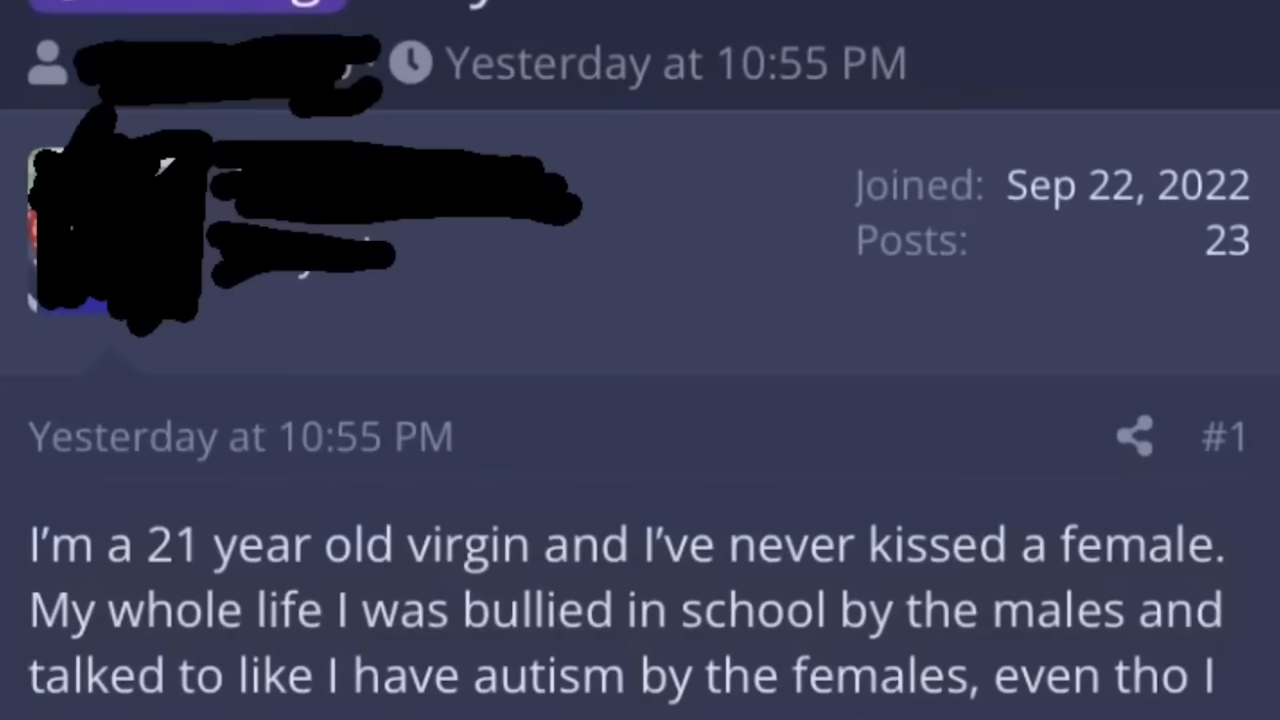 Yesterday at 10:55 PM
Joined: Sep 22, 2022
Posts: 23
Yesterday at 10:55 PM #1
I’m a 21 year old virgin and I’ve never kissed a female.
My whole life I was bullied in school by the males and
talked to like I have autism by the females, even tho I